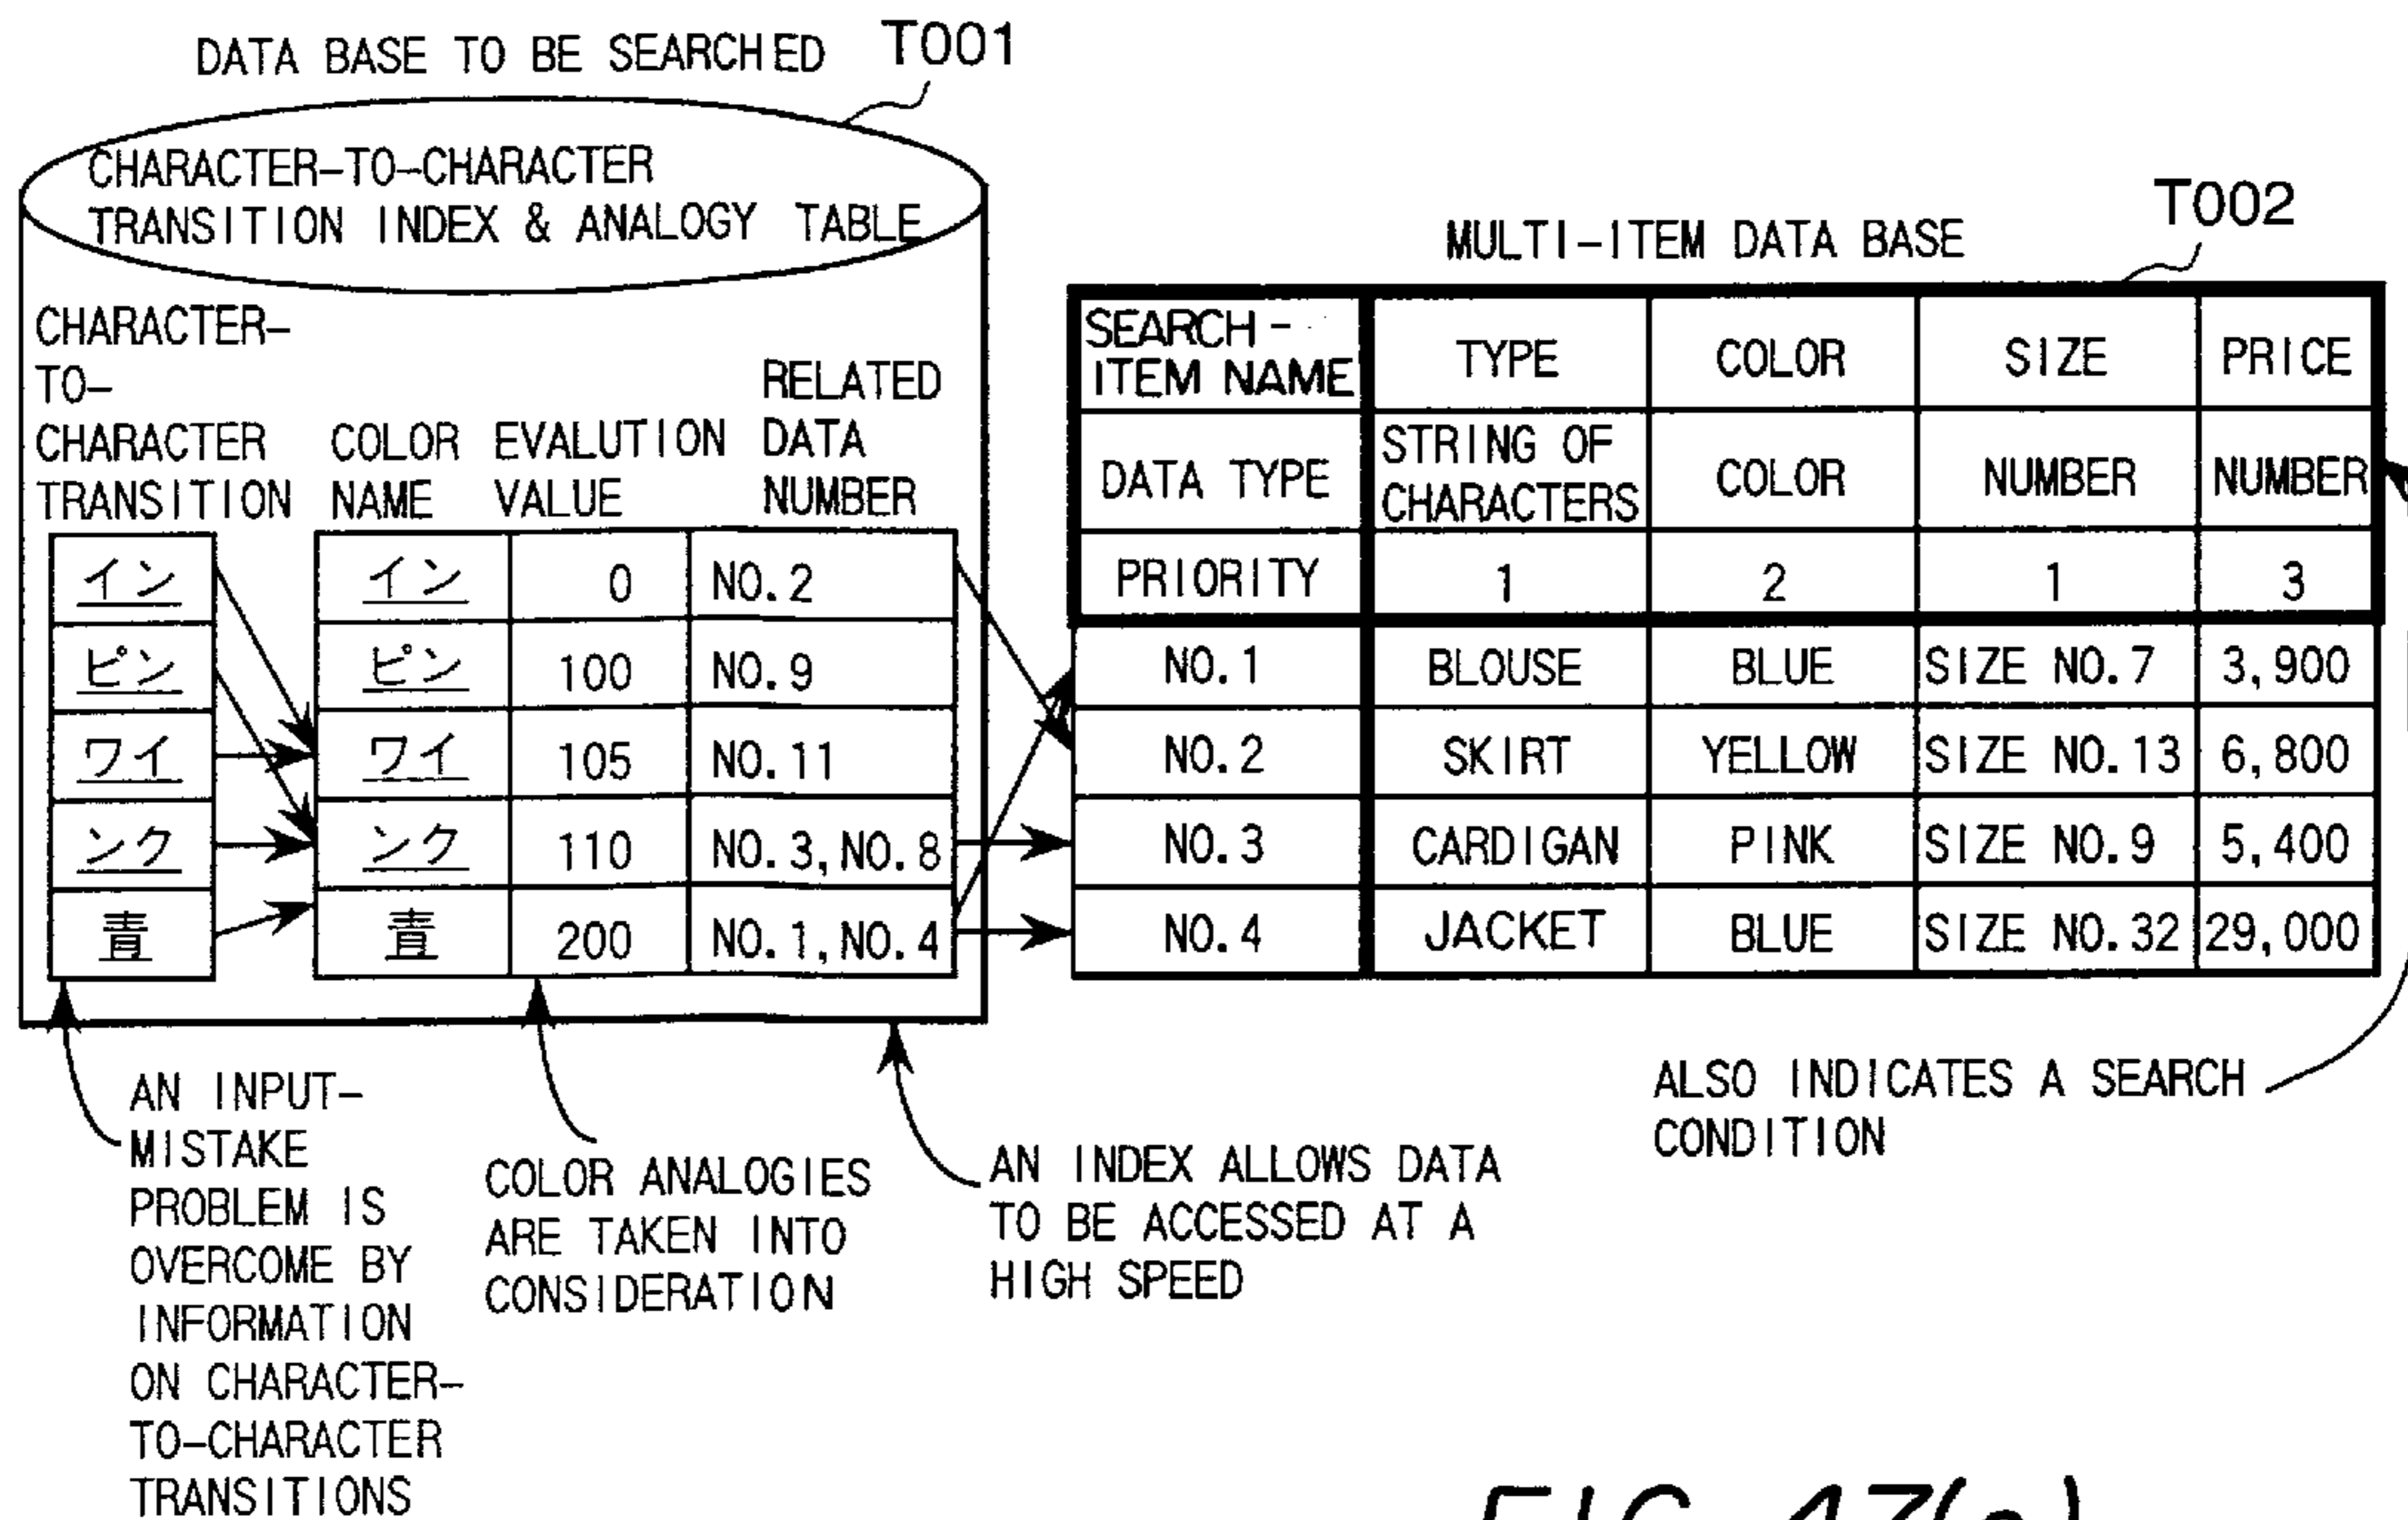 DATA BASE TO BE SEARCHED T001
CHARACTER-TO-CHARACTER
TRANSITION INDEX & ANALOGY TABLE
CHARACTER-
TO-
CHARACTER
TRANSITION
COLOR
NAME
EVALUTION
VALUE
RELATED
DATA
NUMBER
イン イン 0 NO.2
ピン ピン 100 NO.9
ワイ ワイ 105 NO.11
ンク ンク 110 NO.3,NO.8
青 青 200 NO.1,NO.4
AN INPUT-
MISTAKE
PROBLEM IS
OVERCOME BY
INFORMATION
ON CHARACTER-
TO-CHARACTER
TRANSITIONS
COLOR ANALOGIES
ARE TAKEN INTO
CONSIDERATION
AN INDEX ALLOWS DATA
TO BE ACCESSED AT A
HIGH SPEED
MULTI-ITEM DATA BASE T002
SEARCH-
ITEM NAME
TYPE COLOR SIZE PRICE
DATA TYPE
STRING OF
CHARACTERS
COLOR NUMBER NUMBER
PRIORITY 1 2 1 3
NO.1 BLOUSE BLUE SIZE NO.7 3,900
NO.2 SKIRT YELLOW SIZE NO.13 6,800
NO.3 CARDIGAN PINK SIZE NO.9 5,400
NO.4 JACKET BLUE SIZE NO.32 29,000
ALSO INDICATES A SEARCH
CONDITION